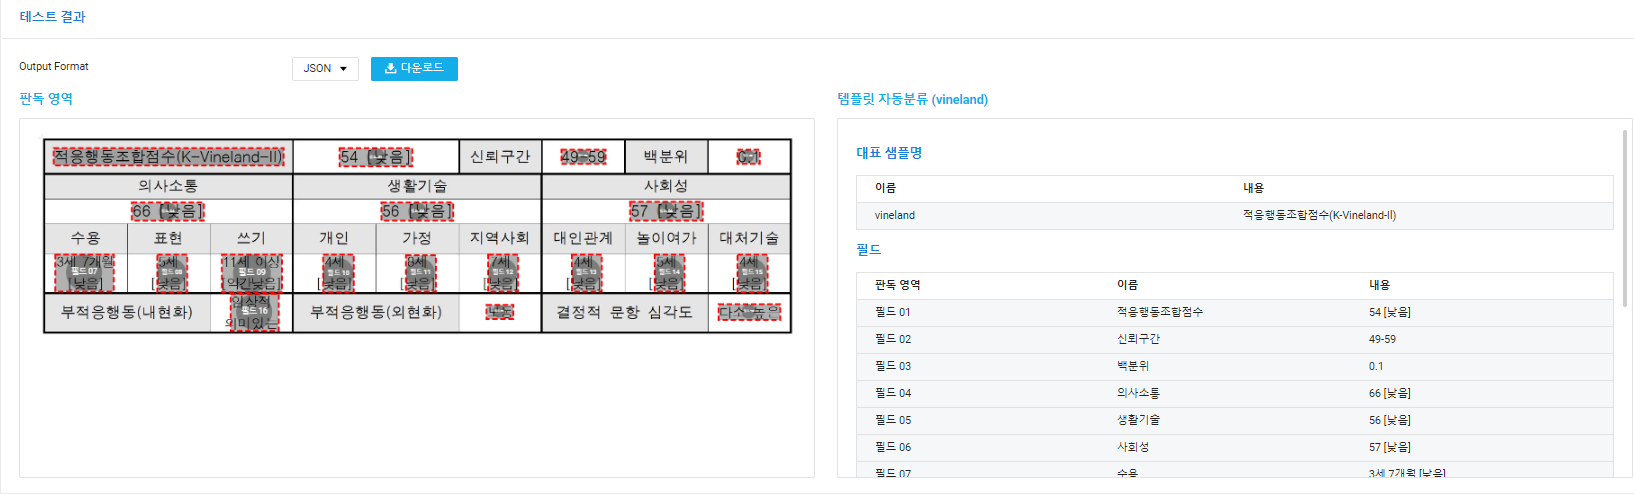 테스트 결과
Output Format
JSON
다운로드
판독 영역
적응행동조합점수(K-Vineland-II) 54 [낮음] 신뢰구간 49-59 백분위 0.1
의사소통 생활기술 사회성
66 [낮음] 56 [낮음] 57 [낮음]
수용 표현 쓰기 개인 가정 지역사회 대인관계 놀이여가 대처기술
3세 7개월 5세 11세 이상 4세 8세 7세 4세 5세 4세
필드 07 필드 08 필드 09 필드 10 필드 11 필드 12 필드 13 필드 14 필드 15
[낮음] [낮음] 약간낮음] [낮음] [낮음] [낮음] [낮음] [낮음] [낮음]
부적응행동(내현화) 임상적 부적응행동(외현화) 보통 결정적 문항 심각도 다소 높은
필드 16
의미있는
템플릿 자동분류 (vineland)
대표 샘플명
이름 내용
vineland 적응행동조합점수(K-Vineland-II)
필드
판독 영역 이름 내용
필드 01 적응행동조합점수 54 [낮음]
필드 02 신뢰구간 49-59
필드 03 백분위 0.1
필드 04 의사소통 66 [낮음]
필드 05 생활기술 56 [낮음]
필드 06 사회성 57 [낮음]
필드 07 수용 3세 7개월 [낮음]